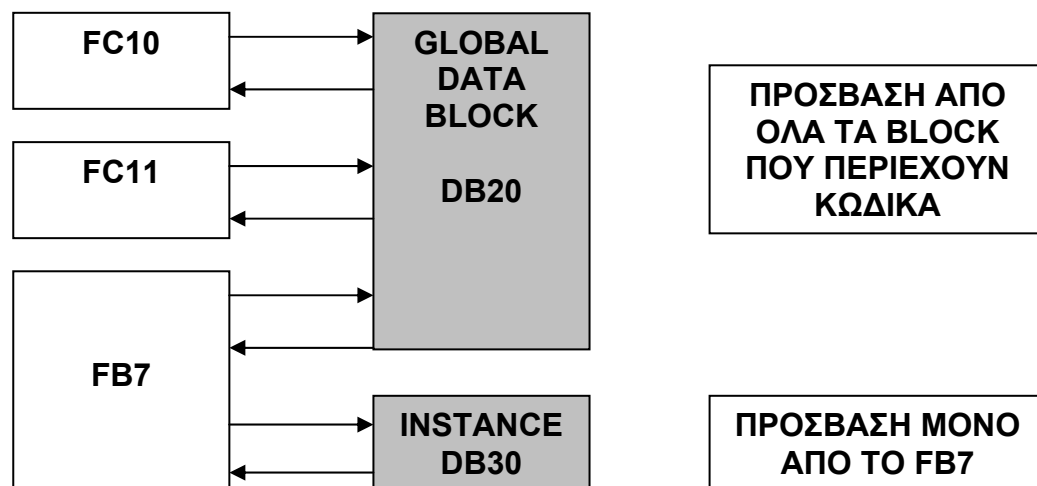 FC10
GLOBAL
DATA
BLOCK
DB20
ΠΡΟΣΒΑΣΗ ΑΠΟ
ΟΛΑ ΤΑ BLOCK
ΠΟΥ ΠΕΡΙΕΧΟΥΝ
ΚΩΔΙΚΑ
FC11
FB7
INSTANCE
DB30
ΠΡΟΣΒΑΣΗ ΜΟΝΟ
ΑΠΟ ΤΟ FB7